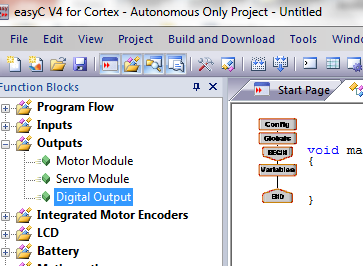 easyC V4 for Cortex - Autonomous Only Project - Untitled
File Edit View Project Build and Download Tools Window
Function Blocks
Start Page
Program Flow
Inputs
Outputs
Motor Module
Servo Module
Digital Output
Integrated Motor Encoders
LCD
Battery
Config
Globals
BEGIN
Variables
END
void ma
{
}